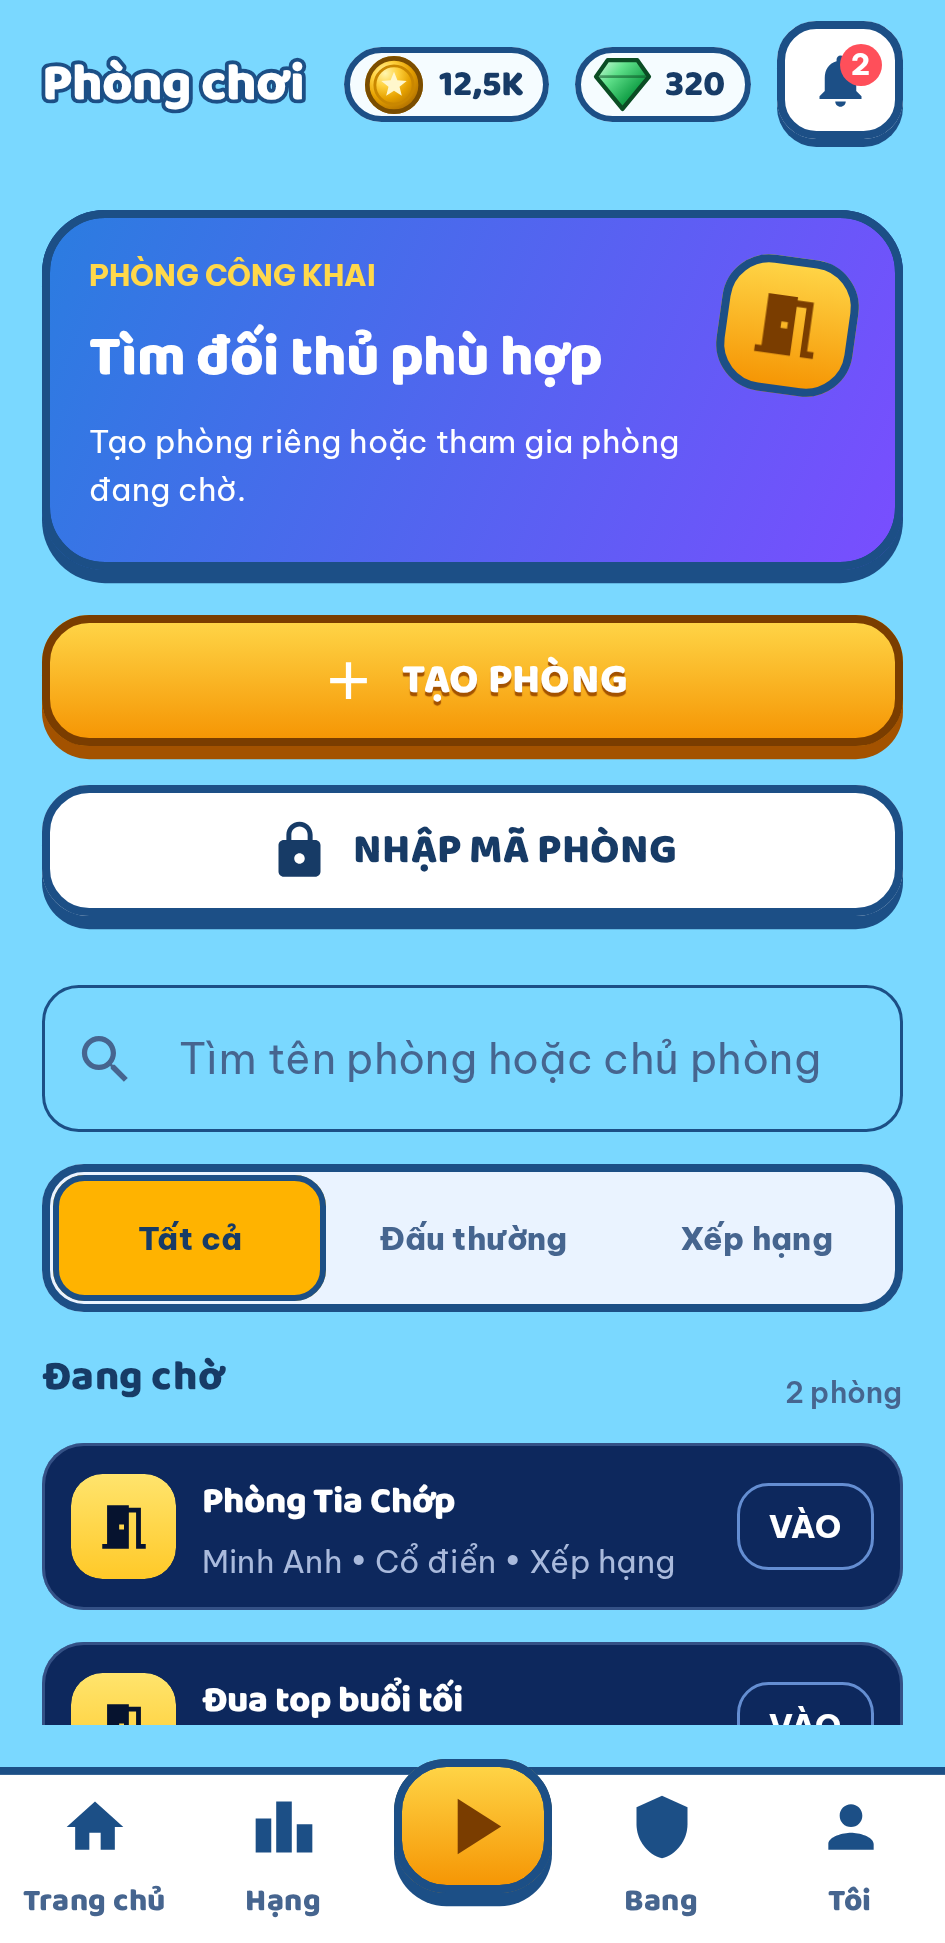 Phòng chơi
12,5K
320
2
PHÒNG CÔNG KHAI
Tìm đối thủ phù hợp
Tạo phòng riêng hoặc tham gia phòng
đang chờ.
TẠO PHÒNG
NHẬP MÃ PHÒNG
Tìm tên phòng hoặc chủ phòng
Tất cả
Đấu thường
Xếp hạng
Đang chờ
2 phòng
Phòng Tia Chớp
Minh Anh • Cổ điển • Xếp hạng
VÀO
Đua top buổi tối
VÀO
Trang chủ
Hạng
Bang
Tôi